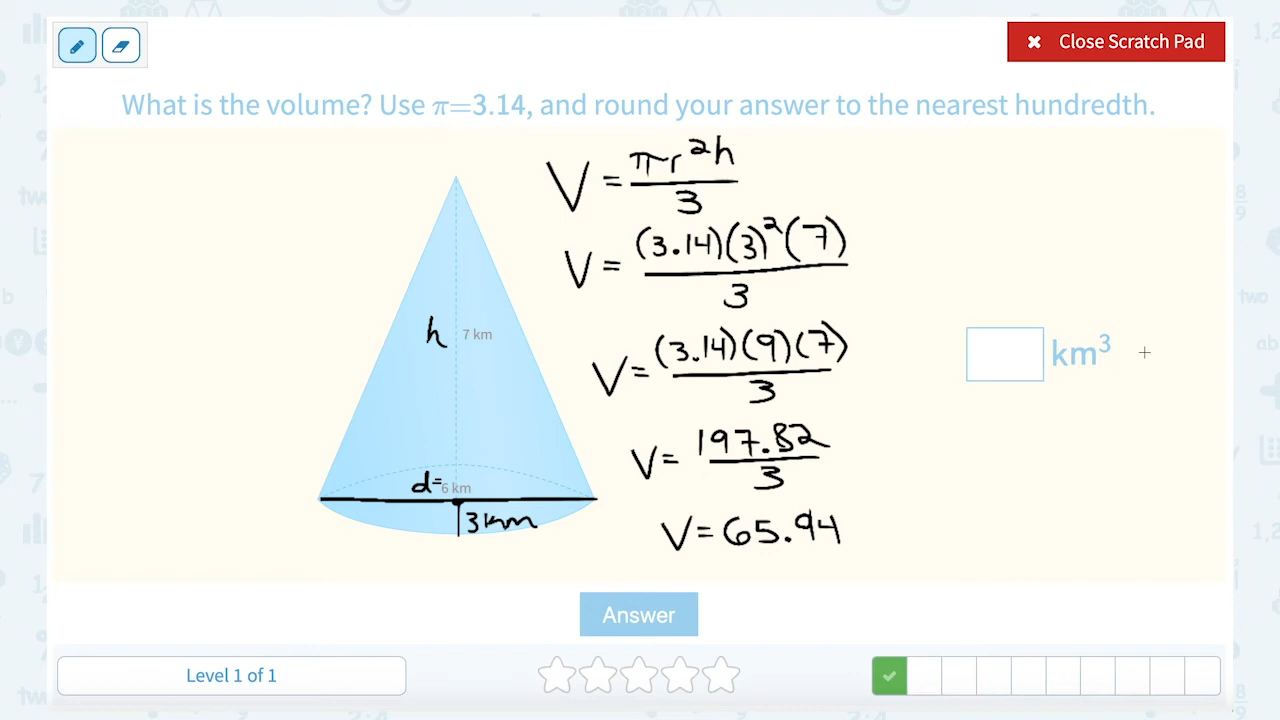 Close Scratch Pad
What is the volume? Use π=3.14, and round your answer to the nearest hundredth.
V = πr²h / 3
V = (3.14)(3)²(7) / 3
h 7 km
V = (3.14)(9)(7) / 3
km³
V = 197.82 / 3
d= 6 km
3 km
V = 65.94
Answer
Level 1 of 1